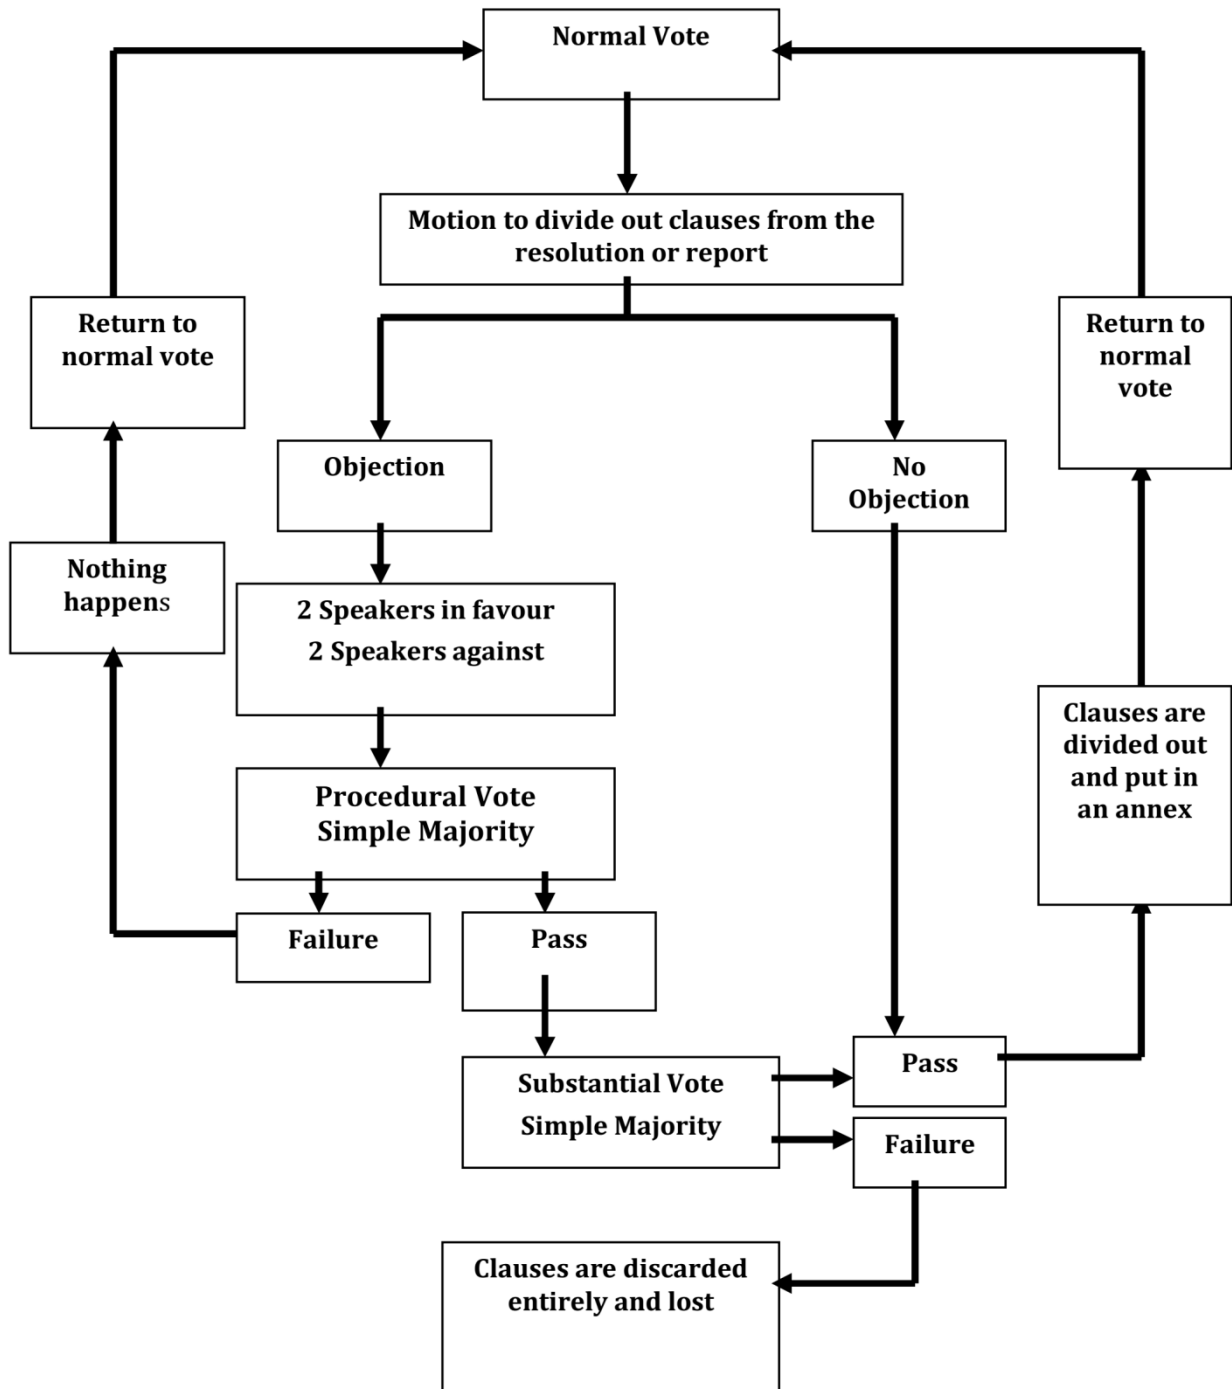 Normal Vote
Motion to divide out clauses from the
resolution or report
Return to
normal vote
Return to
normal
vote
Objection
No
Objection
Nothing
happens
2 Speakers in favour
2 Speakers against
Clauses are
divided out
and put in
an annex
Procedural Vote
Simple Majority
Failure
Pass
Substantial Vote
Simple Majority
Pass
Failure
Clauses are discarded
entirely and lost